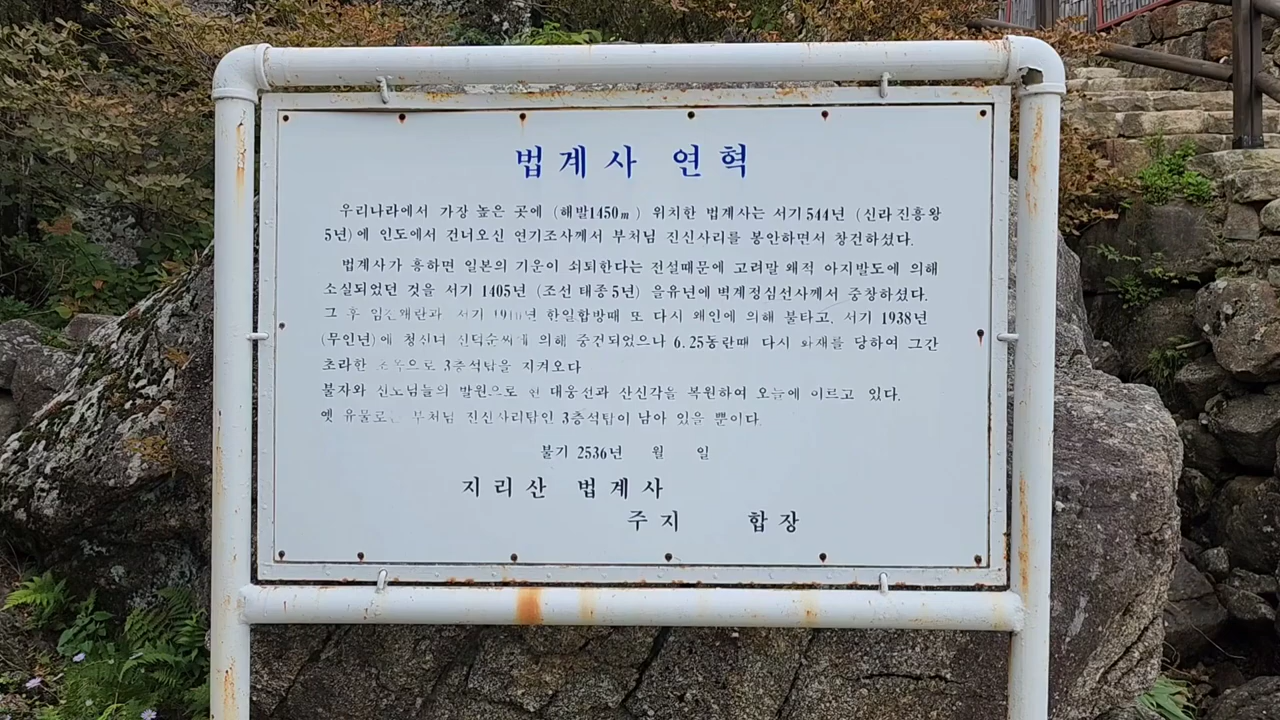 법계사 연혁
우리나라에서 가장 높은 곳에 (해발1450m) 위치한 법계사는 서기 544년 (신라 진흥왕
5년)에 인도에서 건너오신 연기조사께서 부처님 진신사리를 봉안하면서 창건하셨다.
법계사가 흥하면 일본의 기운이 쇠퇴한다는 전설때문에 고려말 왜적 아지발도에 의해
소실되었던 것을 서기 1405년 (조선 태종 5년) 을유년에 벽계정심선사께서 중창하셨다.
그 후 임진왜란과 서기 1910년 한일합방때 또 다시 왜인에 의해 불타고, 서기 1938년
(무인년)에 청신녀 신덕순씨에 의해 중건되었으나 6.25동란때 다시 화재를 당하여 그간
초라한 초옥으로 3층석탑을 지켜오다
불자와 신도님들의 발원으로 현 대웅전과 산신각을 복원하여 오늘에 이르고 있다.
옛 유물로는 부처님 진신사리탑인 3층석탑이 남아 있을 뿐이다.
불기 2536년 월 일
지리산 법계사
주지 합장